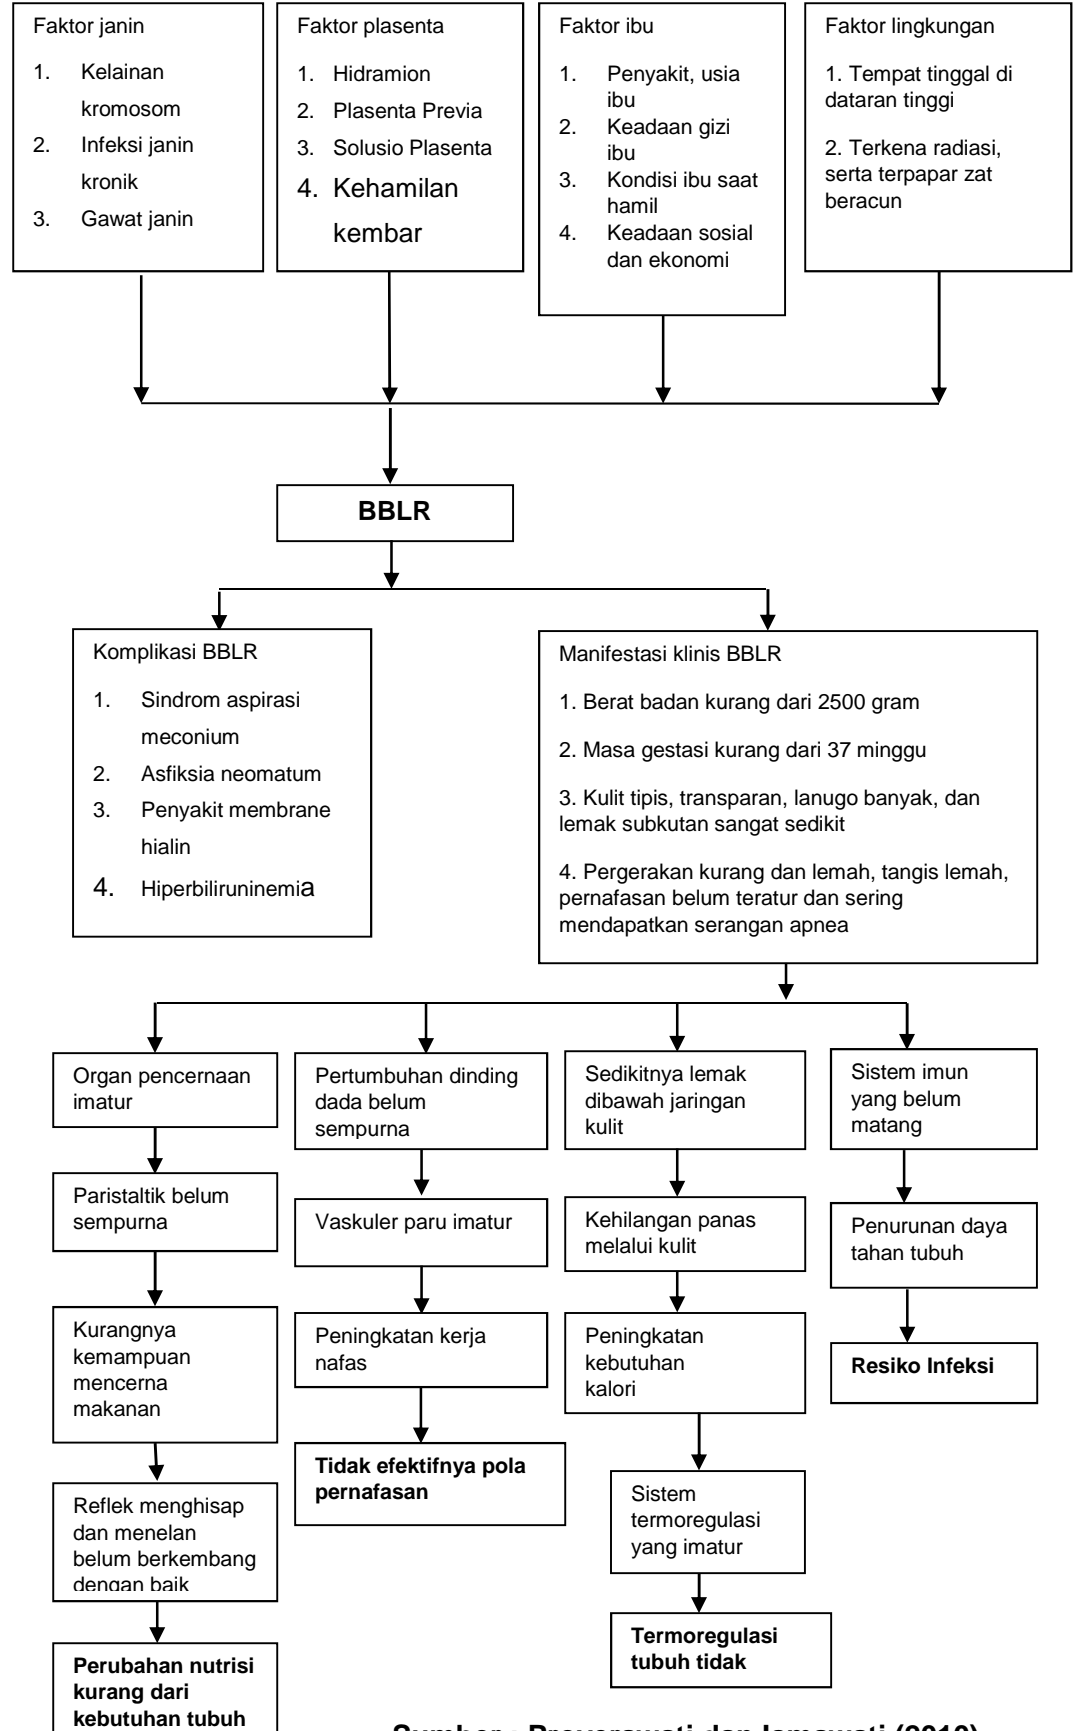 Faktor janin
1. Kelainan
kromosom
2. Infeksi janin
kronik
3. Gawat janin
Faktor plasenta
1. Hidramion
2. Plasenta Previa
3. Solusio Plasenta
4. Kehamilan
kembar
Faktor ibu
1. Penyakit, usia
ibu
2. Keadaan gizi
ibu
3. Kondisi ibu saat
hamil
4. Keadaan sosial
dan ekonomi
Faktor lingkungan
1. Tempat tinggal di
dataran tinggi
2. Terkena radiasi,
serta terpapar zat
beracun
BBLR
Komplikasi BBLR
1. Sindrom aspirasi
meconium
2. Asfiksia neomatum
3. Penyakit membrane
hialin
4. Hiperbiliruninemia
Manifestasi klinis BBLR
1. Berat badan kurang dari 2500 gram
2. Masa gestasi kurang dari 37 minggu
3. Kulit tipis, transparan, lanugo banyak, dan
lemak subkutan sangat sedikit
4. Pergerakan kurang dan lemah, tangis lemah,
pernafasan belum teratur dan sering
mendapatkan serangan apnea
Organ pencernaan
imatur
Paristaltik belum
sempurna
Kurangnya
kemampuan
mencerna
makanan
Reflek menghisap
dan menelan
belum berkembang
dengan baik
Perubahan nutrisi
kurang dari
kebutuhan tubuh
Pertumbuhan dinding
dada belum
sempurna
Vaskuler paru imatur
Peningkatan kerja
nafas
Tidak efektifnya pola
pernafasan
Sedikitnya lemak
dibawah jaringan
kulit
Kehilangan panas
melalui kulit
Peningkatan
kebutuhan
kalori
Sistem
termoregulasi
yang imatur
Termoregulasi
tubuh tidak
Sistem imun
yang belum
matang
Penurunan daya
tahan tubuh
Resiko Infeksi
Sumber : Proverawati dan Ismawati (2010)